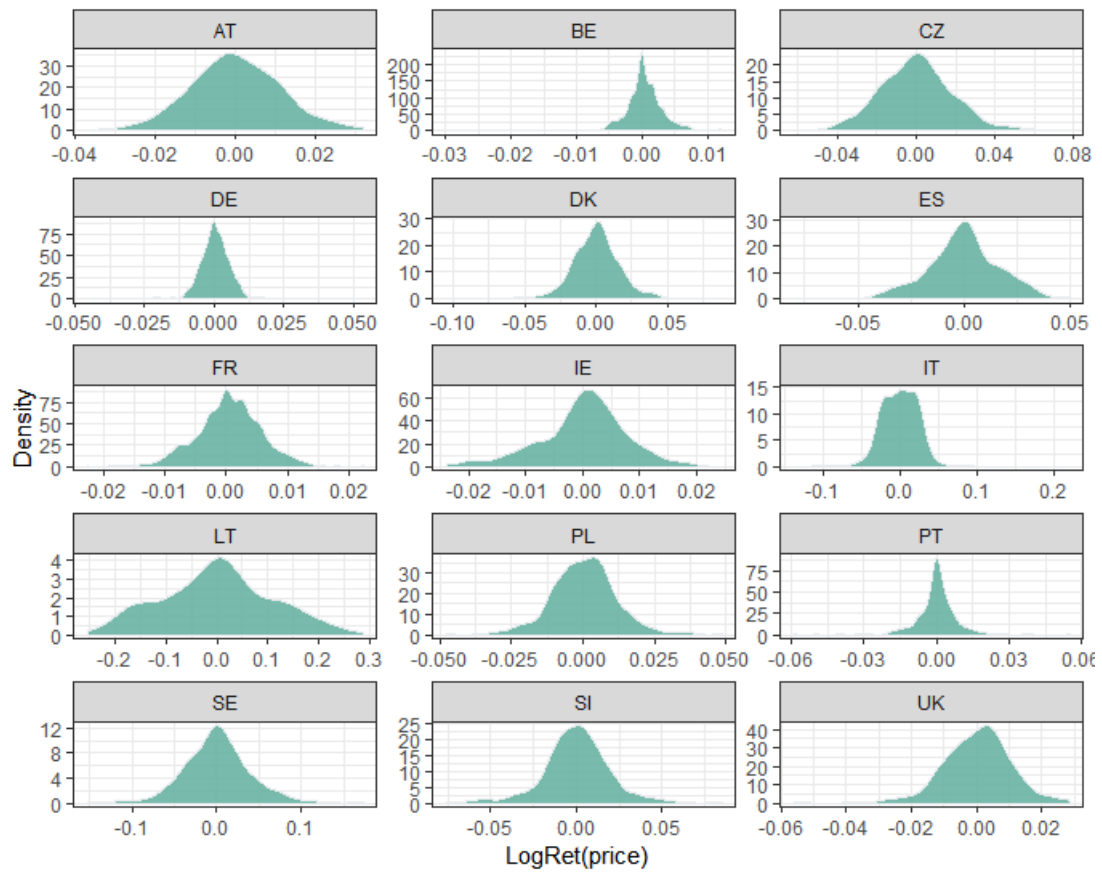 AT BE CZ
30 20 10 0 200 150 100 50 0 20 15 10 5 0
-0.04 -0.02 0.00 0.02 -0.03 -0.02 -0.01 0.00 0.01 -0.04 0.00 0.04 0.08
DE DK ES
75 50 25 0 30 20 10 0 30 20 10 0
-0.050 -0.025 0.000 0.025 0.050 -0.10 -0.05 0.00 0.05 -0.05 0.00 0.05
FR IE IT
75 50 25 0 60 40 20 0 15 10 5 0
-0.02 -0.01 0.00 0.01 0.02 -0.02 -0.01 0.00 0.01 0.02 -0.1 0.0 0.1 0.2
Density
LT PL PT
4 3 2 1 0 30 20 10 0 75 50 25 0
-0.2 -0.1 0.0 0.1 0.2 0.3 -0.050 -0.025 0.000 0.025 0.050 -0.06 -0.03 0.00 0.03 0.06
SE SI UK
12 8 4 0 25 20 15 10 5 0 40 30 20 10 0
-0.1 0.0 0.1 -0.05 0.00 0.05 -0.06 -0.04 -0.02 0.00 0.02
LogRet(price)